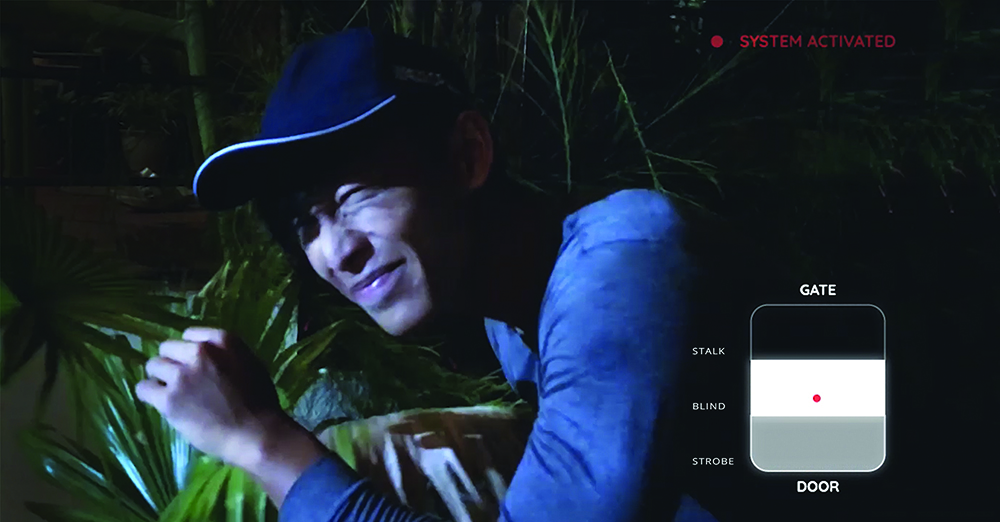 SYSTEM ACTIVATED
GATE
STALK
BLIND
STROBE
DOOR